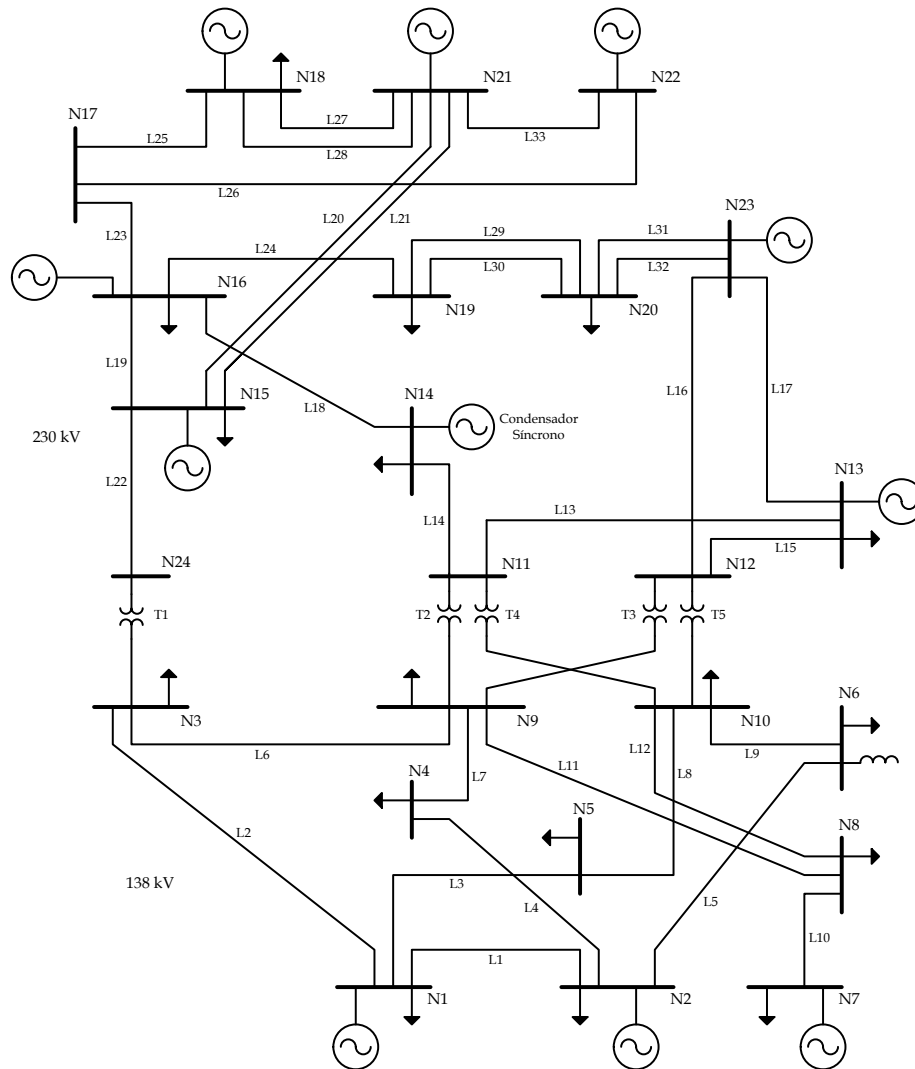 N18
N21
N22
N17
L25
L27
L28
L33
L26
L20
L21
L23
L24
L29
L30
L31
L32
N23
N16
N19
N20
L19
N15
L18
N14
Condensador
Síncrono
L16
L17
230 kV
L22
L14
L13
N13
L15
N24
N11
N12
T1
T2
T4
T3
T5
N3
N9
N10
N6
L6
L7
L12
L11
L8
L9
N4
N5
N8
L2
138 kV
L3
L4
L5
L10
L1
N1
N2
N7